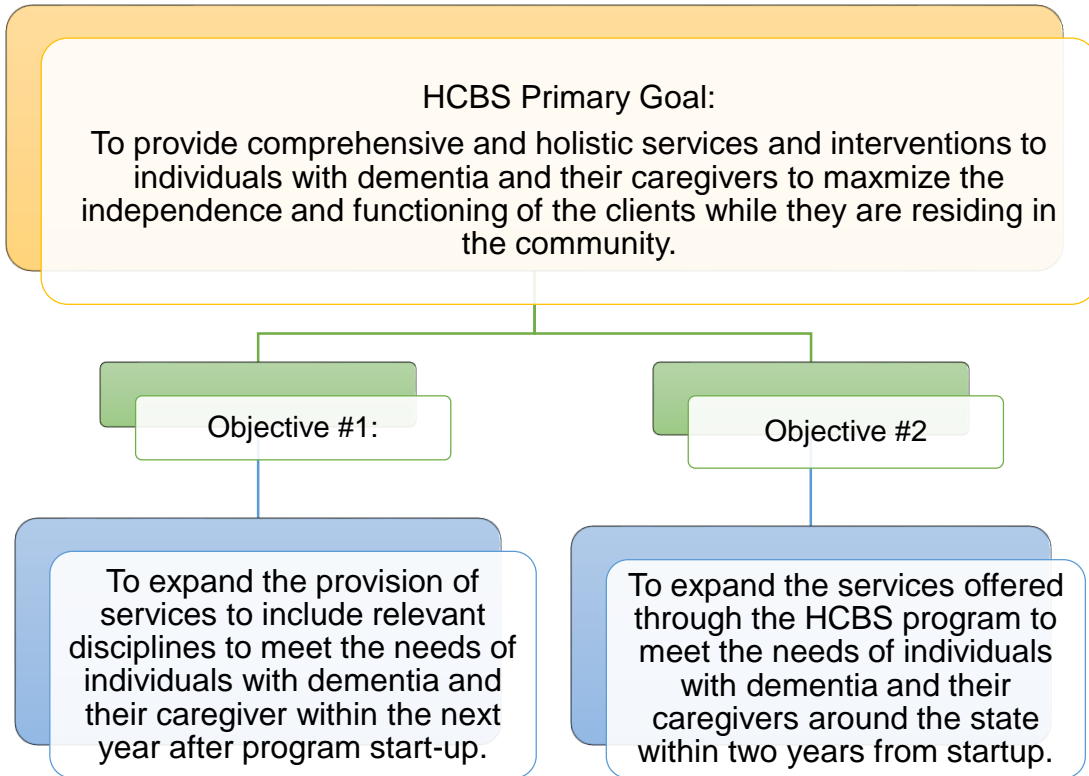 HCBS Primary Goal:
To provide comprehensive and holistic services and interventions to
individuals with dementia and their caregivers to maxmize the
independence and functioning of the clients while they are residing in
the community.
Objective #1:
To expand the provision of
services to include relevant
disciplines to meet the needs of
individuals with dementia and
their caregiver within the next
year after program start-up.
Objective #2
To expand the services offered
through the HCBS program to
meet the needs of individuals
with dementia and their
caregivers around the state
within two years from startup.